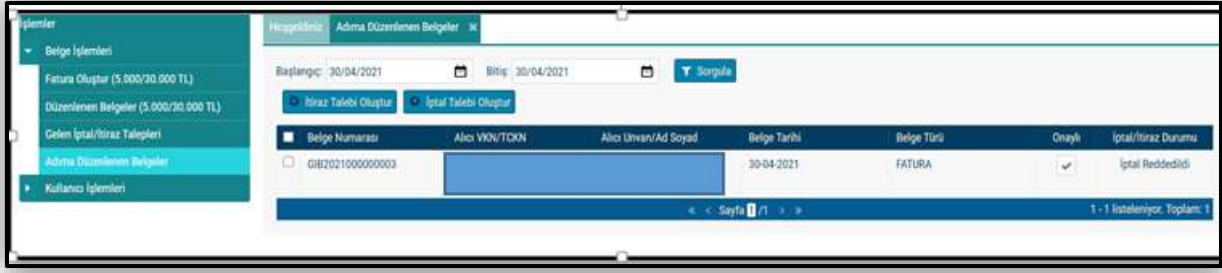 İşlemler
Hoşgeldiniz Adıma Düzenlenen Belgeler ×
Belge İşlemleri
Fatura Oluştur (5.000/30.000 TL)
Düzenlenen Belgeler (5.000/30.000 TL)
Gelen İptal/İtiraz Talepleri
Adıma Düzenlenen Belgeler
Kullanıcı İşlemleri
Başlangıç: 30/04/2021 Bitiş: 30/04/2021 Sorgula
İtiraz Talebi Oluştur İptal Talebi Oluştur
Belge Numarası Alıcı VKN/TCKN Alıcı Unvan/Ad Soyad Belge Tarihi Belge Türü Onaylı İptal/İtiraz Durumu
GIB2021000000003 30-04-2021 FATURA İptal Reddedildi
« < Sayfa 1 /1 > » 1 - 1 listeleniyor. Toplam: 1